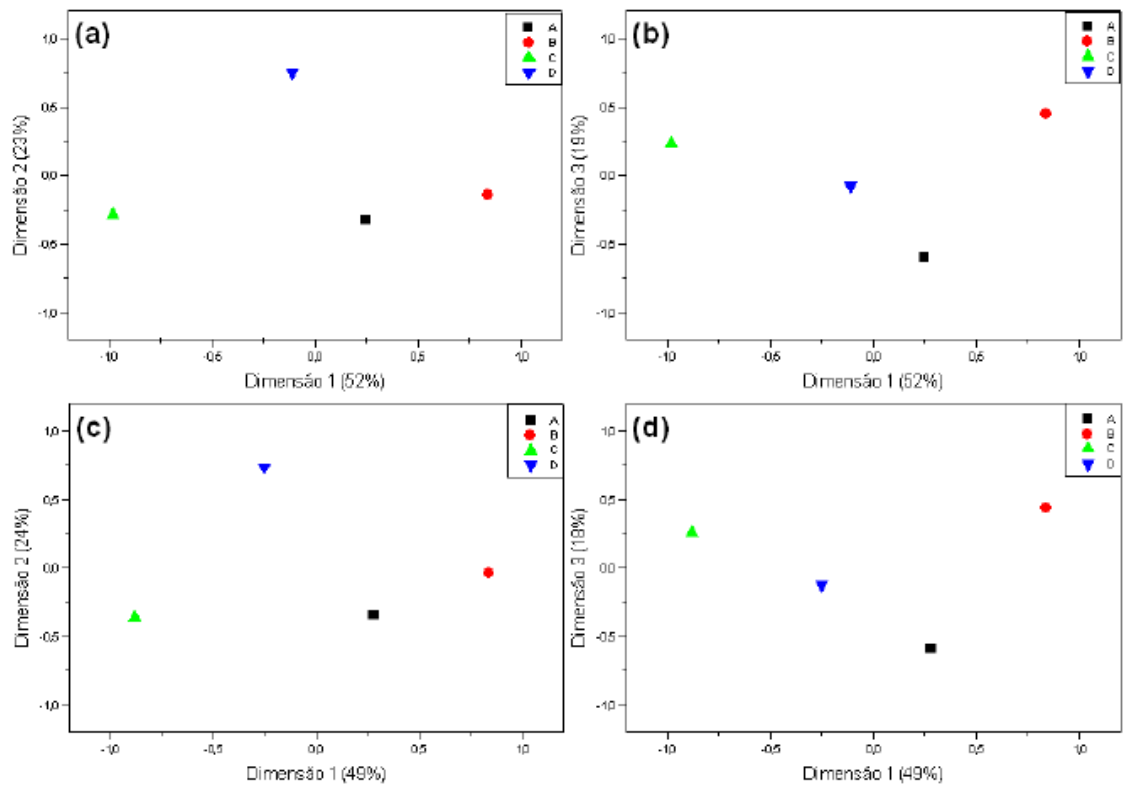 (a)
A
B
C
D
1,0
0,5
0,0
-0,5
-1,0
Dimensão 2 (23%)
-1,0 -0,5 0,0 0,5 1,0
Dimensão 1 (52%)
(b)
A
B
C
D
1,0
0,5
0,0
-0,5
-1,0
Dimensão 3 (19%)
-1,0 -0,5 0,0 0,5 1,0
Dimensão 1 (52%)
(c)
A
B
C
D
1,0
0,5
0,0
-0,5
-1,0
Dimensão 2 (24%)
-1,0 -0,5 0,0 0,5 1,0
Dimensão 1 (49%)
(d)
A
B
C
D
1,0
0,5
0,0
-0,5
-1,0
Dimensão 3 (18%)
-1,0 -0,5 0,0 0,5 1,0
Dimensão 1 (49%)